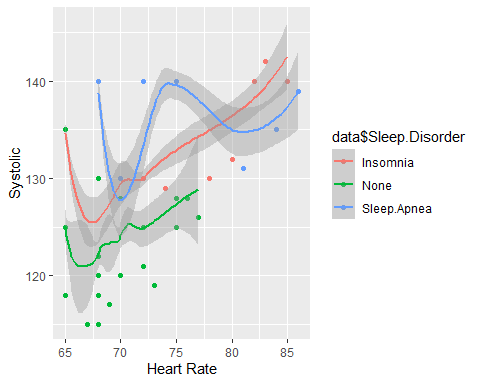 140
130
120
65
70
75
80
85
Heart Rate
Systolic
data$Sleep.Disorder
Insomnia
None
Sleep.Apnea